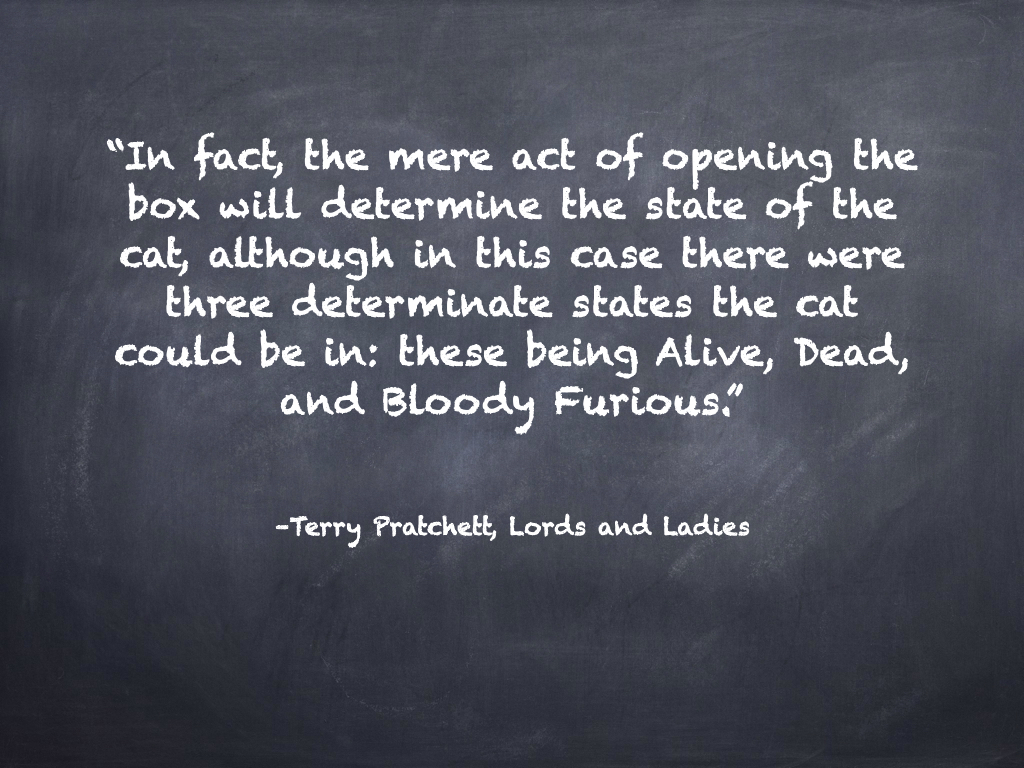 “In fact, the mere act of opening the
box will determine the state of the
cat, although in this case there were
three determinate states the cat
could be in: these being Alive, Dead,
and Bloody Furious.”
–Terry Pratchett, Lords and Ladies